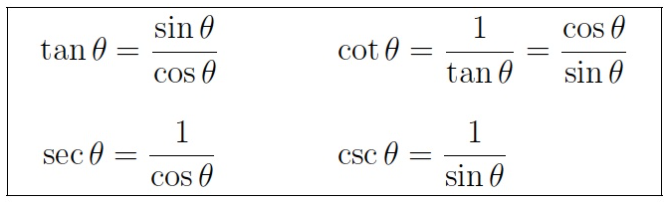 tan θ = sin θ / cos θ    cot θ = 1 / tan θ = cos θ / sin θ
sec θ = 1 / cos θ    csc θ = 1 / sin θ